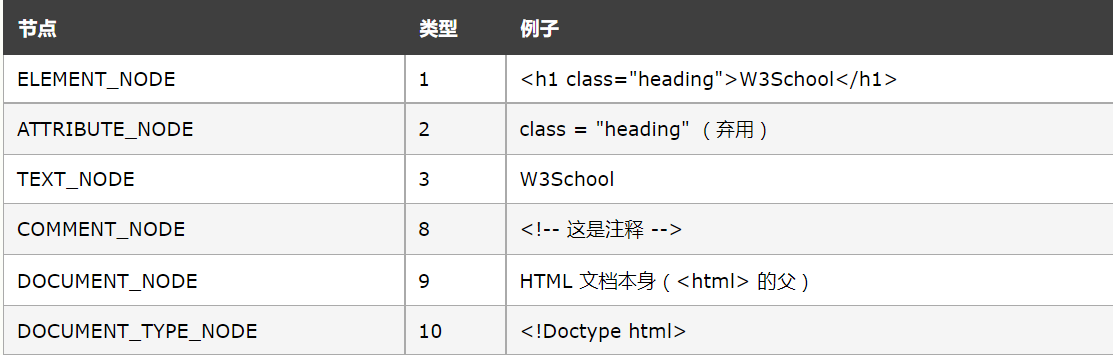 节点 类型 例子
ELEMENT_NODE 1 <h1 class="heading">W3School</h1>
ATTRIBUTE_NODE 2 class = "heading" （弃用）
TEXT_NODE 3 W3School
COMMENT_NODE 8 <!-- 这是注释 -->
DOCUMENT_NODE 9 HTML 文档本身（<html> 的父）
DOCUMENT_TYPE_NODE 10 <!Doctype html>